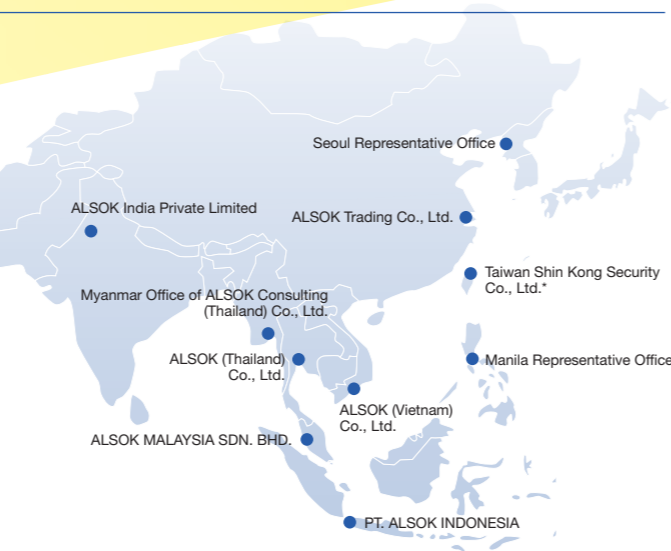 Seoul Representative Office
ALSOK India Private Limited
ALSOK Trading Co., Ltd.
Taiwan Shin Kong Security
Co., Ltd.*
Myanmar Office of ALSOK Consulting
(Thailand) Co., Ltd.
ALSOK (Thailand)
Co., Ltd.
Manila Representative Office
ALSOK (Vietnam)
Co., Ltd.
ALSOK MALAYSIA SDN. BHD.
PT. ALSOK INDONESIA